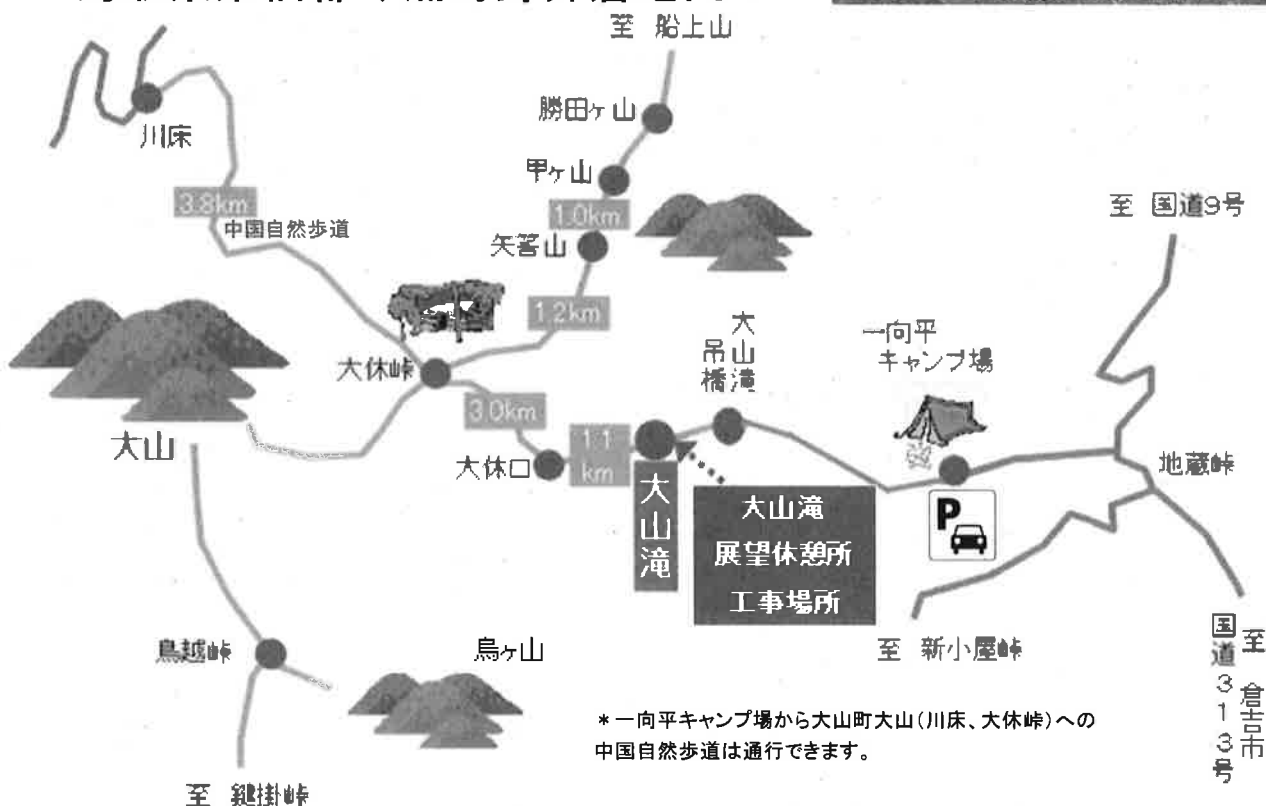 至 船上山
勝田ヶ山
川床
甲ヶ山
3.8km
1.0km
至 国道9号
中国自然歩道
矢筈山
1.2km
大山滝
吊橋
一向平
キャンプ場
大休峠
3.0km
大山
大休口
1.1
km
大山滝
地蔵峠
P
大山滝
展望休憩所
工事場所
至 新小屋峠
至 倉吉市
国道313号
鳥越峠
烏ヶ山
*一向平キャンプ場から大山町大山(川床、大休峠)への
中国自然歩道は通行できます。
至 鍵掛峠